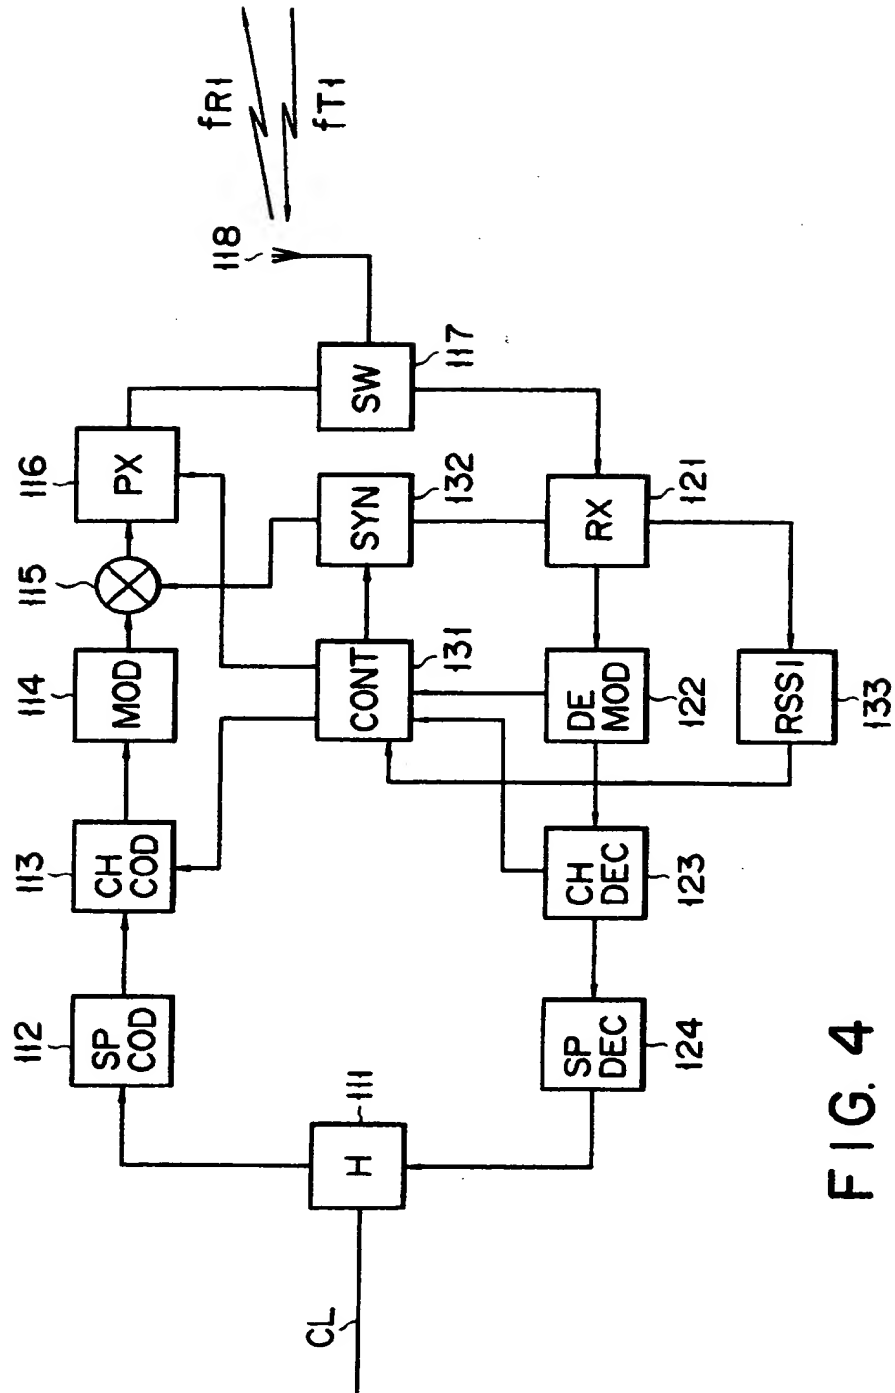 CL
111
H
112
SP
COD
113
CH
COD
114
MOD
115
116
PX
118
fR1
fT1
117
SW
131
CONT
132
SYN
121
RX
122
DE
MOD
123
CH
DEC
124
SP
DEC
133
RSSI
FIG. 4